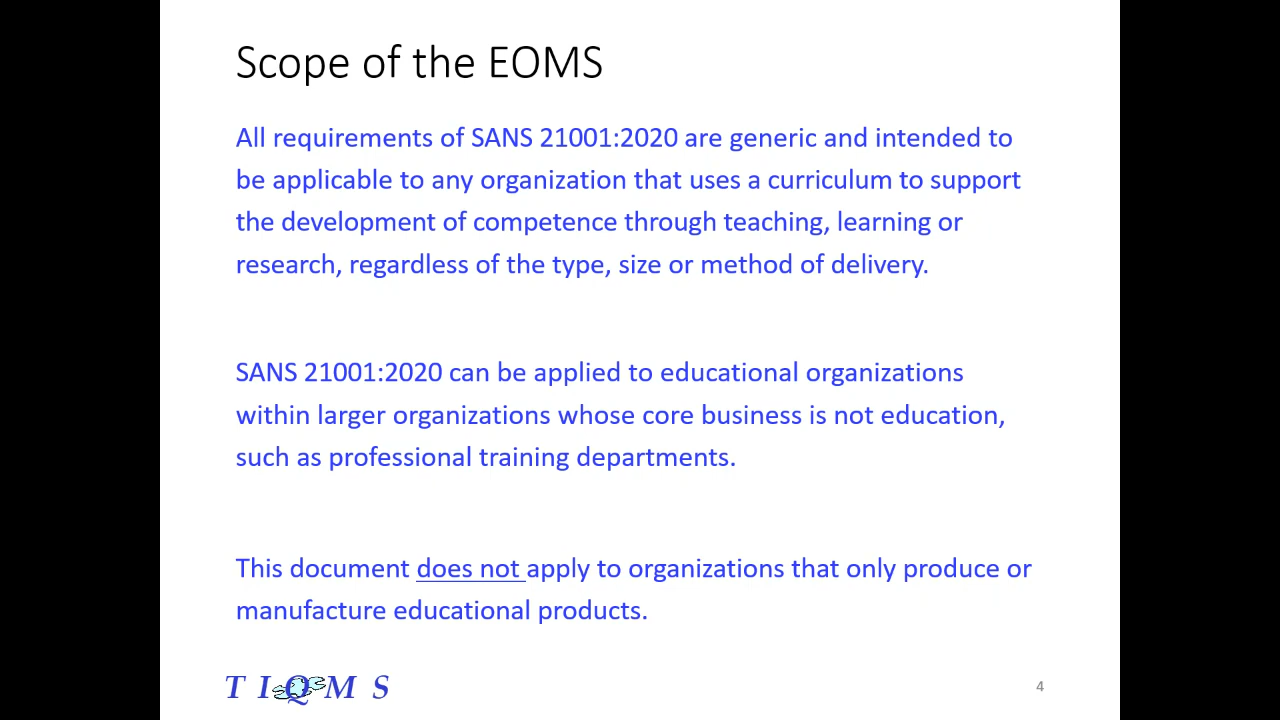 Scope of the EOMS
All requirements of SANS 21001:2020 are generic and intended to
be applicable to any organization that uses a curriculum to support
the development of competence through teaching, learning or
research, regardless of the type, size or method of delivery.
SANS 21001:2020 can be applied to educational organizations
within larger organizations whose core business is not education,
such as professional training departments.
This document does not apply to organizations that only produce or
manufacture educational products.
T I Q M S
4